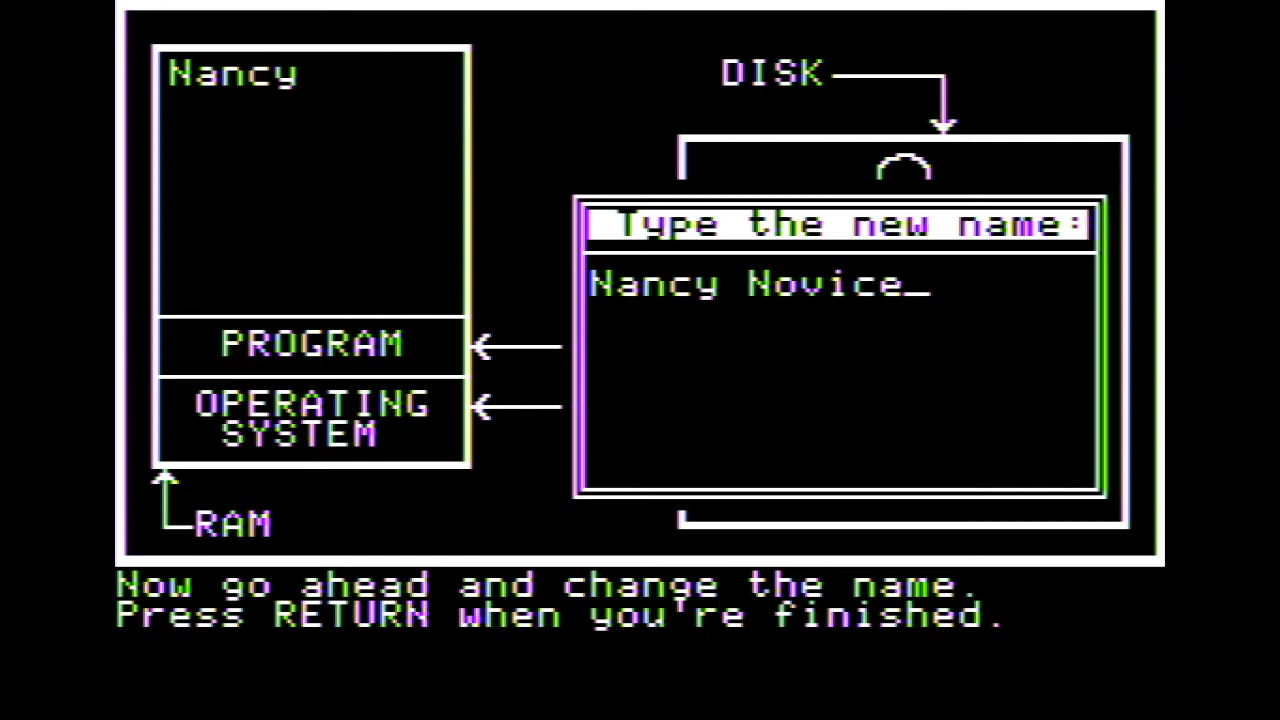 Nancy
DISK
Type the new name:
Nancy Novice_
PROGRAM
OPERATING
SYSTEM
RAM
Now go ahead and change the name.
Press RETURN when you're finished.